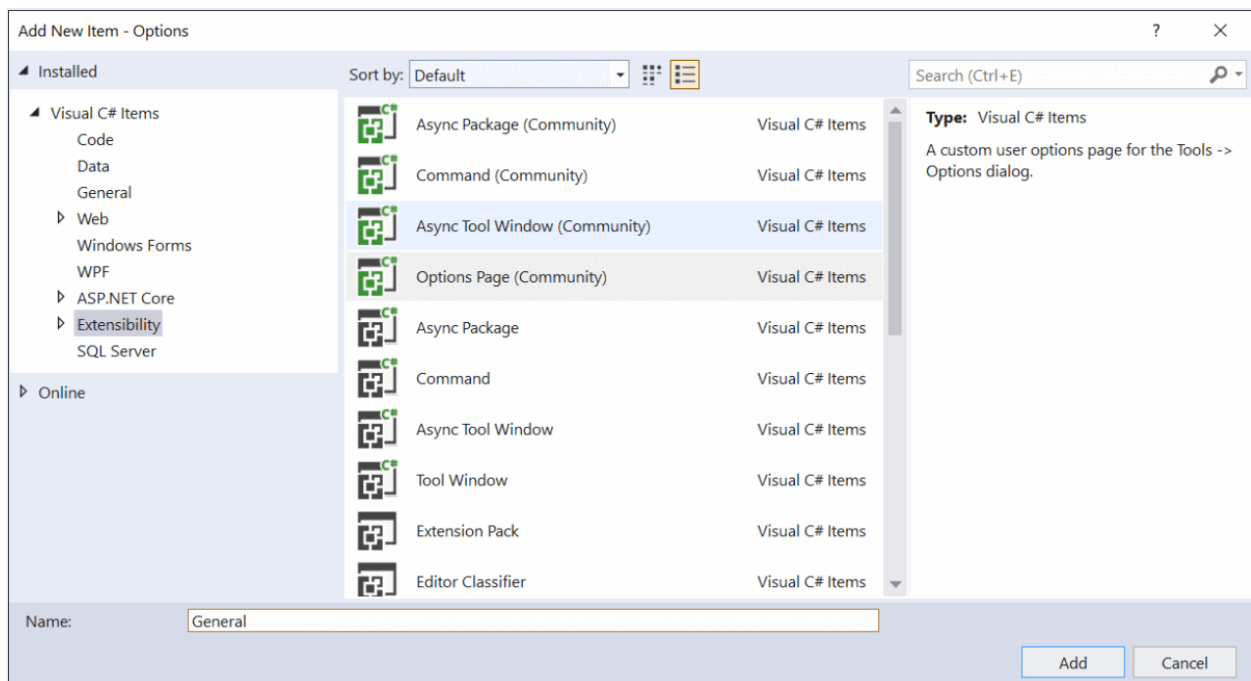 Add New Item - Options
?
Installed
Sort by: Default
Search (Ctrl+E)
Visual C# Items
Code
Data
General
Web
Windows Forms
WPF
ASP.NET Core
Extensibility
SQL Server
Online
C# Async Package (Community) Visual C# Items
C# Command (Community) Visual C# Items
C# Async Tool Window (Community) Visual C# Items
C# Options Page (Community) Visual C# Items
C# Async Package Visual C# Items
C# Command Visual C# Items
C# Async Tool Window Visual C# Items
C# Tool Window Visual C# Items
Extension Pack Visual C# Items
Editor Classifier Visual C# Items
Type: Visual C# Items
A custom user options page for the Tools ->
Options dialog.
Name: General
Add Cancel